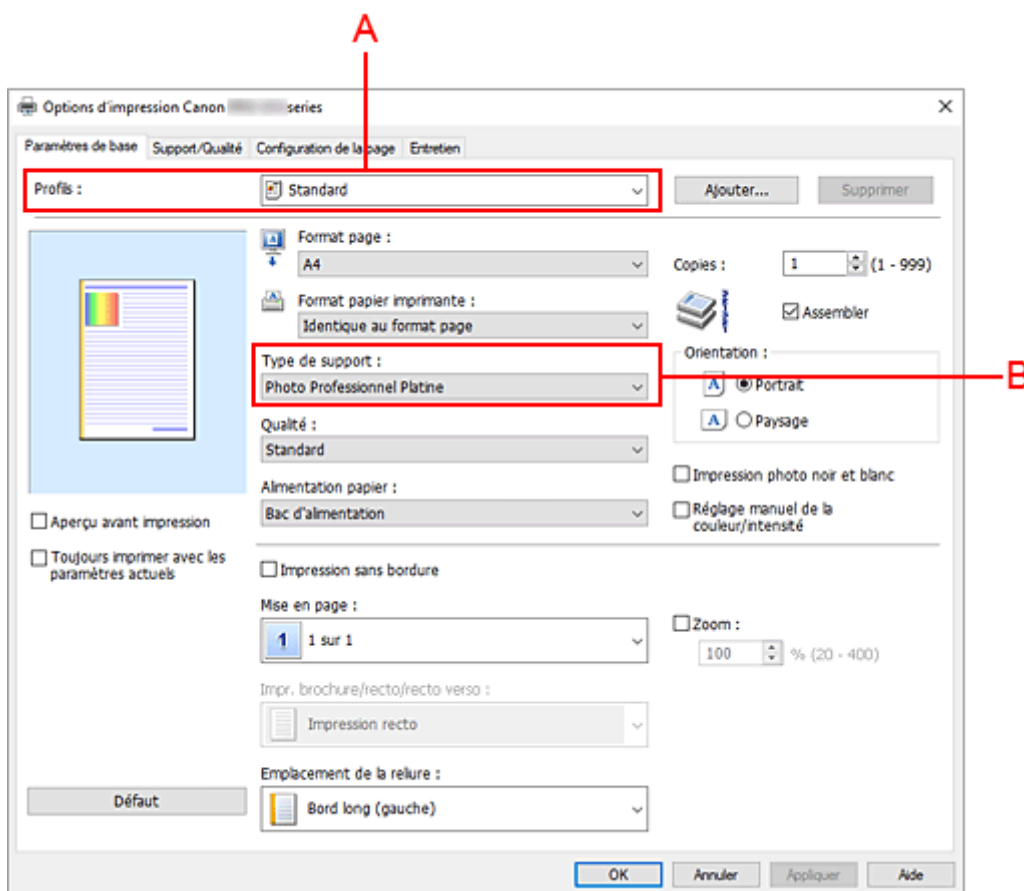 A
Options d'impression Canon series
Paramètres de base Support/Qualité Configuration de la page Entretien
Profils : Standard Ajouter... Supprimer
Format page :
A4
Copies : 1 (1 - 999)
Format papier imprimante :
Identique au format page
Assembler
Type de support :
Photo Professionnel Platine
B
Orientation :
Portrait
Paysage
Qualité :
Standard
Impression photo noir et blanc
Alimentation papier :
Bac d'alimentation
Réglage manuel de la
couleur/intensité
Aperçu avant impression
Toujours imprimer avec les
paramètres actuels
Impression sans bordure
Mise en page :
1 1 sur 1
Zoom :
100 % (20 - 400)
Impr. brochure/recto/recto verso :
Impression recto
Emplacement de la reliure :
Bord long (gauche)
Défaut
OK Annuler Appliquer Aide